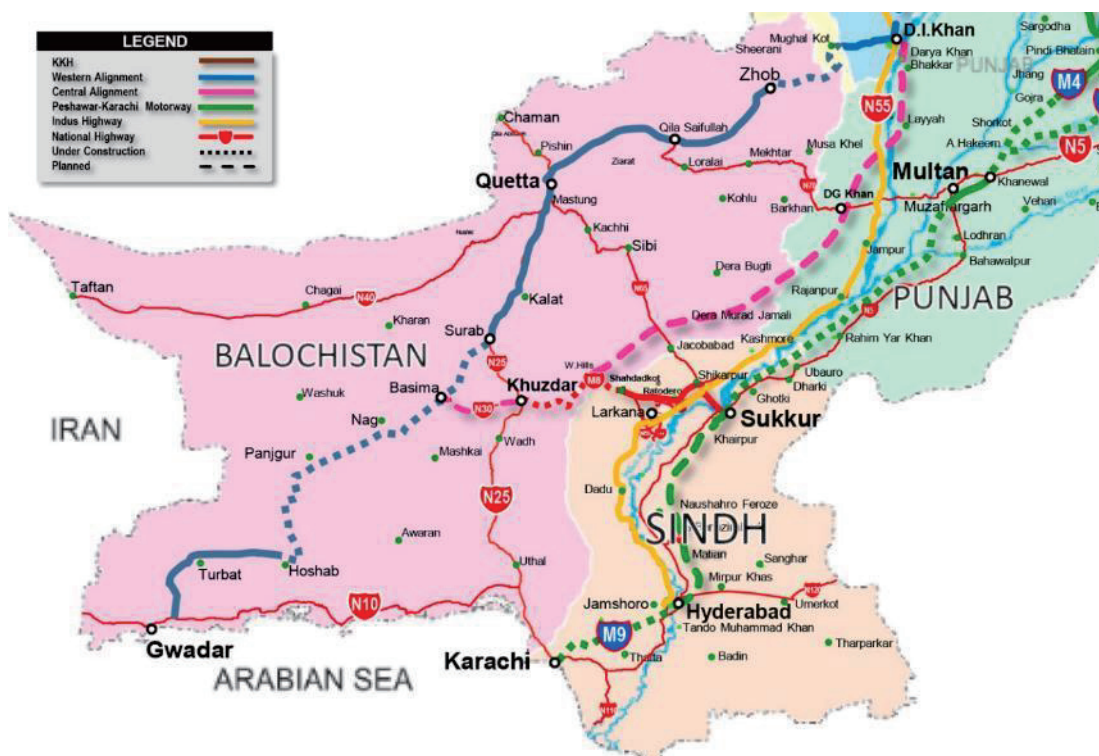 LEGEND
KKH
Western Alignment
Central Alignment
Peshawar-Karachi Motorway
Indus Highway
National Highway
Under Construction
Planned
D.I.Khan
Mughal Kot
Sheerani
Darya Khan
Bhakkar
PUNJAB
Sargodha
Pindi Bhatain
Jhang
Gojra
M4
Zhob
N55
Layyah
Shorkot
A.Hakeem
N5
Chaman
Pishin
Qila Saifullah
Ziarat
Loralai
Mekhtar
Musa Khel
Multan
Khanewal
Quetta
Mastung
Kohlu
Barkhan
N70
DG Khan
Muzaffargarh
Vehari
Kachhi
Sibi
Lodhran
Bahawalpur
Jampur
Dera Bugti
Taftan
Chagai
N40
Kalat
N65
Rajanpur
PUNJAB
Kharan
Dera Murad Jamali
N5
Surab
BALOCHISTAN
N25
Jacobabad
Kashmore
Rahim Yar Khan
W.Hills
M8
Shahdadkot
Shikarpur
Ubauro
Dharki
Washuk
Basima
Khuzdar
Ratodero
Ghotki
N30
Larkana
Sukkur
IRAN
Nag
Khairpur
Wadh
Panjgur
Mashkai
N25
Dadu
Naushahro Feroze
SINDH
Awaran
Matiari
Sanghar
Turbat
Hoshab
Uthal
Mirpur Khas
N120
N10
Jamshoro
Hyderabad
Umerkot
Gwadar
M9
Tando Muhammad Khan
Tharparkar
Karachi
Thatta
Badin
ARABIAN SEA
N110